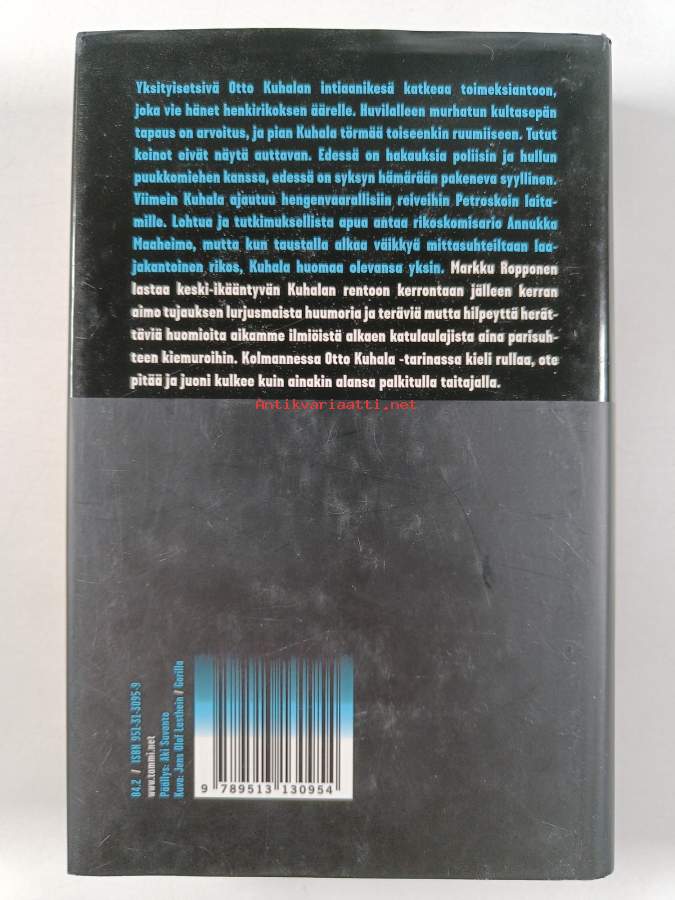 Yksityisetsivä Otto Kuhalan intiaanikesä katkeaa toimeksiantoon,
joka vie hänet henkirikoksen äärelle. Huvilalleen murhatun kultasepän
tapaus on arvoitus, ja pian Kuhala törmää toiseenkin ruumiiseen. Tutut
keinot eivät näytä auttavan. Edessä on hakauksia poliisin ja hullun
puukkomiehen kanssa, edessä on syksyn hämärään pakeneva syyllinen.
Viimein Kuhala ajautuu hengenvaarallisiin reiveihin Petroskoin laita-
mille. Lohtua ja tutkimuksellista apua antaa rikoskomisario Annukka
Maaheimo, mutta kun taustalla alkaa väikkyä mittasuhteiltaan laa-
jakantoinen rikos, Kuhala huomaa olevansa yksin. Markku Ropponen
lastaa keski-ikääntyvän Kuhalan rentoon kerrontaan jälleen kerran
aimo tujauksen lurjusmaista huumoria ja teräviä mutta hilpeyttä herät-
täviä huomioita aikamme ilmiöistä alkaen katulaulajista aina parisuh-
teen kiemuroihin. Kolmannessa Otto Kuhala -tarinassa kieli rullaa, ote
pitää ja juoni kulkee kuin ainakin alansa palkitulla taitajalla.
Antikvariaatti.net
84.2 / ISBN 951-31-3095-9
www.tammi.net
Päällys: Aki Suvanto
Kuva: Jens Olof Lasthein / Gorilla
9 789513 130954